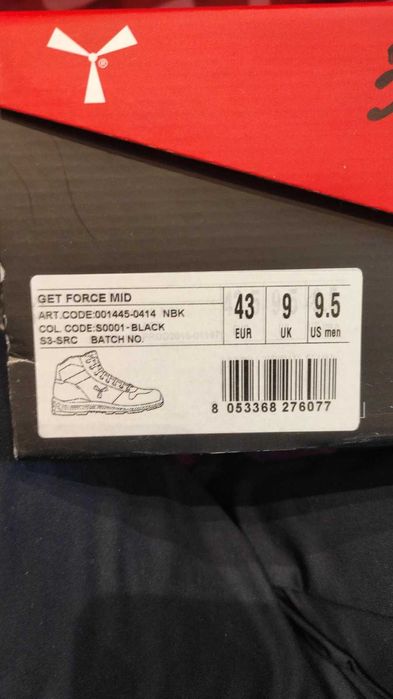 ®
GET FORCE MID
ART.CODE:001445-0414 NBK
COL. CODE:S0001-BLACK
S3-SRC BATCH NO.
43 9 9.5
EUR UK US men
8 053368 276077